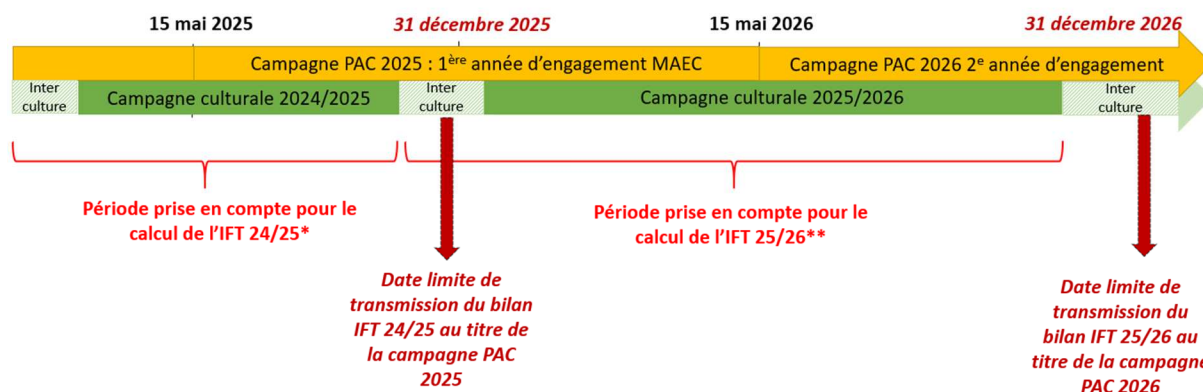 15 mai 2025
31 décembre 2025
15 mai 2026
31 décembre 2026
Campagne PAC 2025 : 1ère année d’engagement MAEC
Campagne PAC 2026 2e année d’engagement
Inter
culture
Campagne culturale 2024/2025
Inter
culture
Campagne culturale 2025/2026
Inter
culture
Période prise en compte pour le
calcul de l’IFT 24/25*
Période prise en compte pour le
calcul de l’IFT 25/26**
Date limite de
transmission du bilan
IFT 24/25 au titre de
la campagne PAC
2025
Date limite de
transmission du
bilan IFT 25/26 au
titre de la campagne
PAC 2026